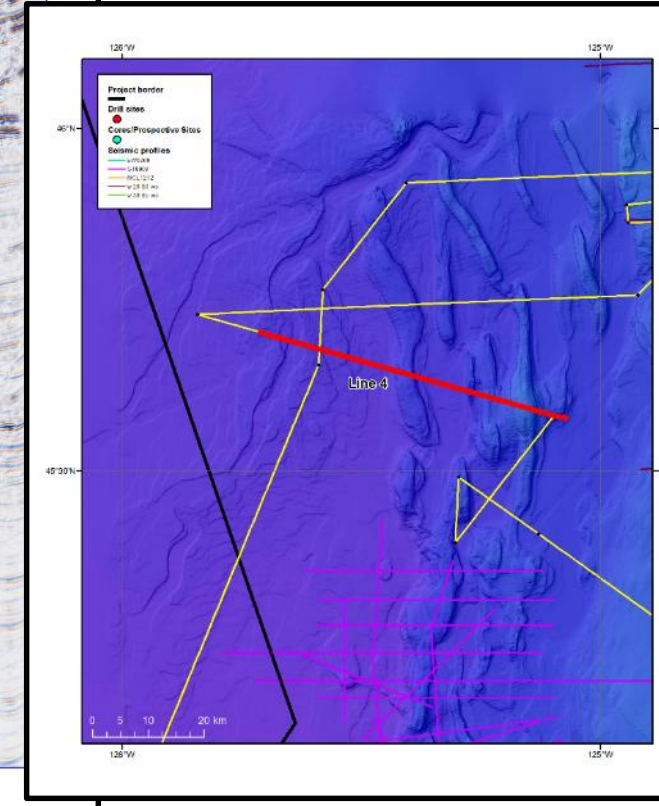 126°W 125°W
Project border
Drill sites
Cores/Prospective Sites
Seismic profiles
46°N
Line 4
45°30'N
0 5 10 20 km
126°W 125°W